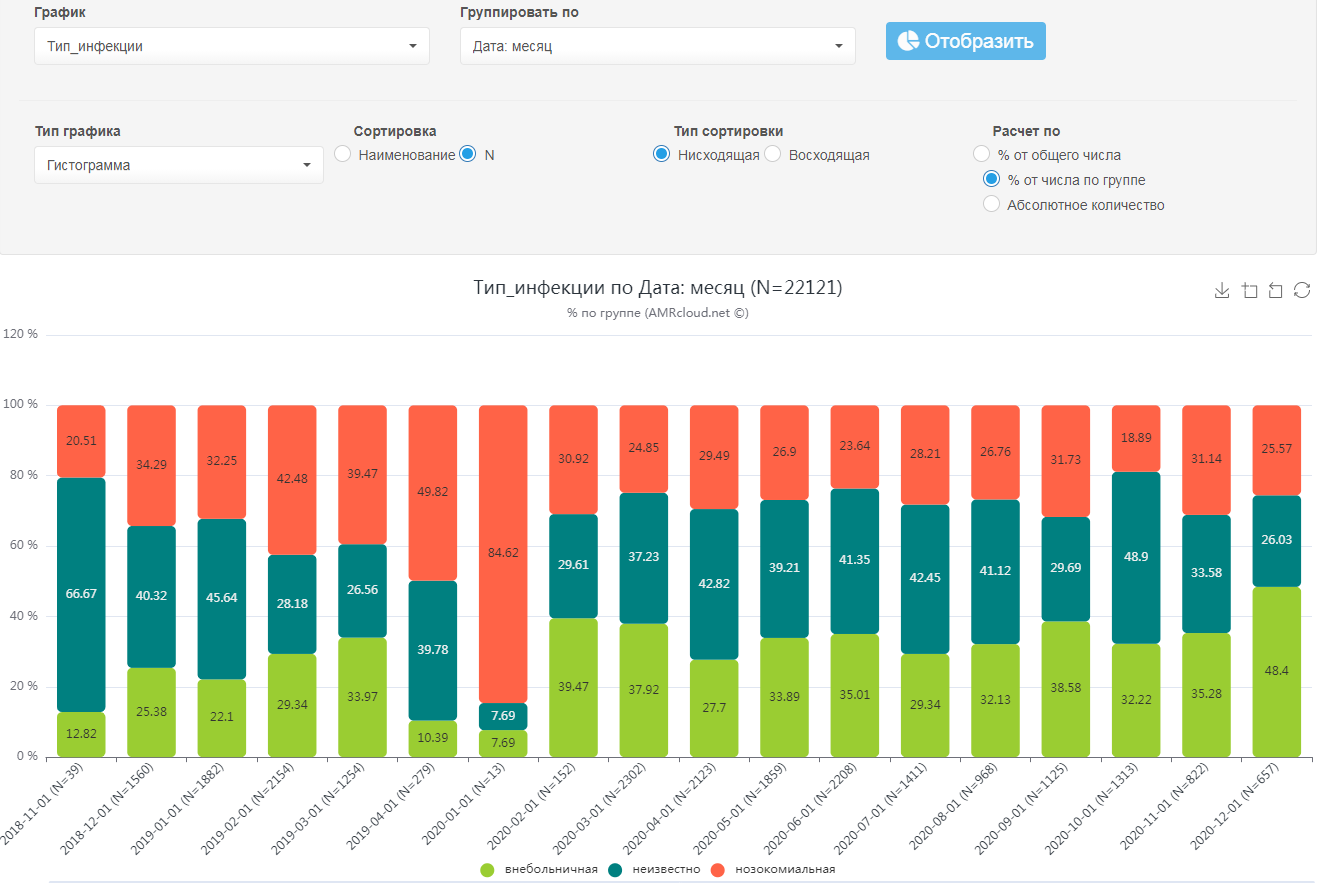 График
Группировать по
Тип_инфекции
Дата: месяц
Отобразить
Тип графика
Сортировка
Тип сортировки
Расчет по
Гистограмма
Наименование
N
Нисходящая
Восходящая
% от общего числа
% от числа по группе
Абсолютное количество
Тип_инфекции по Дата: месяц (N=22121)
% по группе (AMRcloud.net ©)
120 %
100 %
80 %
60 %
40 %
20 %
0 %
20.51
34.29
32.25
42.48
39.47
49.82
84.62
30.92
24.85
29.49
26.9
23.64
28.21
26.76
31.73
18.89
31.14
25.57
66.67
40.32
45.64
28.18
26.56
39.78
7.69
29.61
37.23
42.82
39.21
41.35
42.45
41.12
29.69
48.9
33.58
26.03
12.82
25.38
22.1
29.34
33.97
10.39
7.69
39.47
37.92
27.7
33.89
35.01
29.34
32.13
38.58
32.22
35.28
48.4
2018-11-01 (N=39)
2018-12-01 (N=1560)
2019-01-01 (N=1882)
2019-02-01 (N=2154)
2019-03-01 (N=1254)
2019-04-01 (N=279)
2020-01-01 (N=13)
2020-02-01 (N=152)
2020-03-01 (N=2302)
2020-04-01 (N=2123)
2020-05-01 (N=1859)
2020-06-01 (N=2208)
2020-07-01 (N=1411)
2020-08-01 (N=968)
2020-09-01 (N=1125)
2020-10-01 (N=1313)
2020-11-01 (N=822)
2020-12-01 (N=657)
внебольничная
неизвестно
нозокомиальная